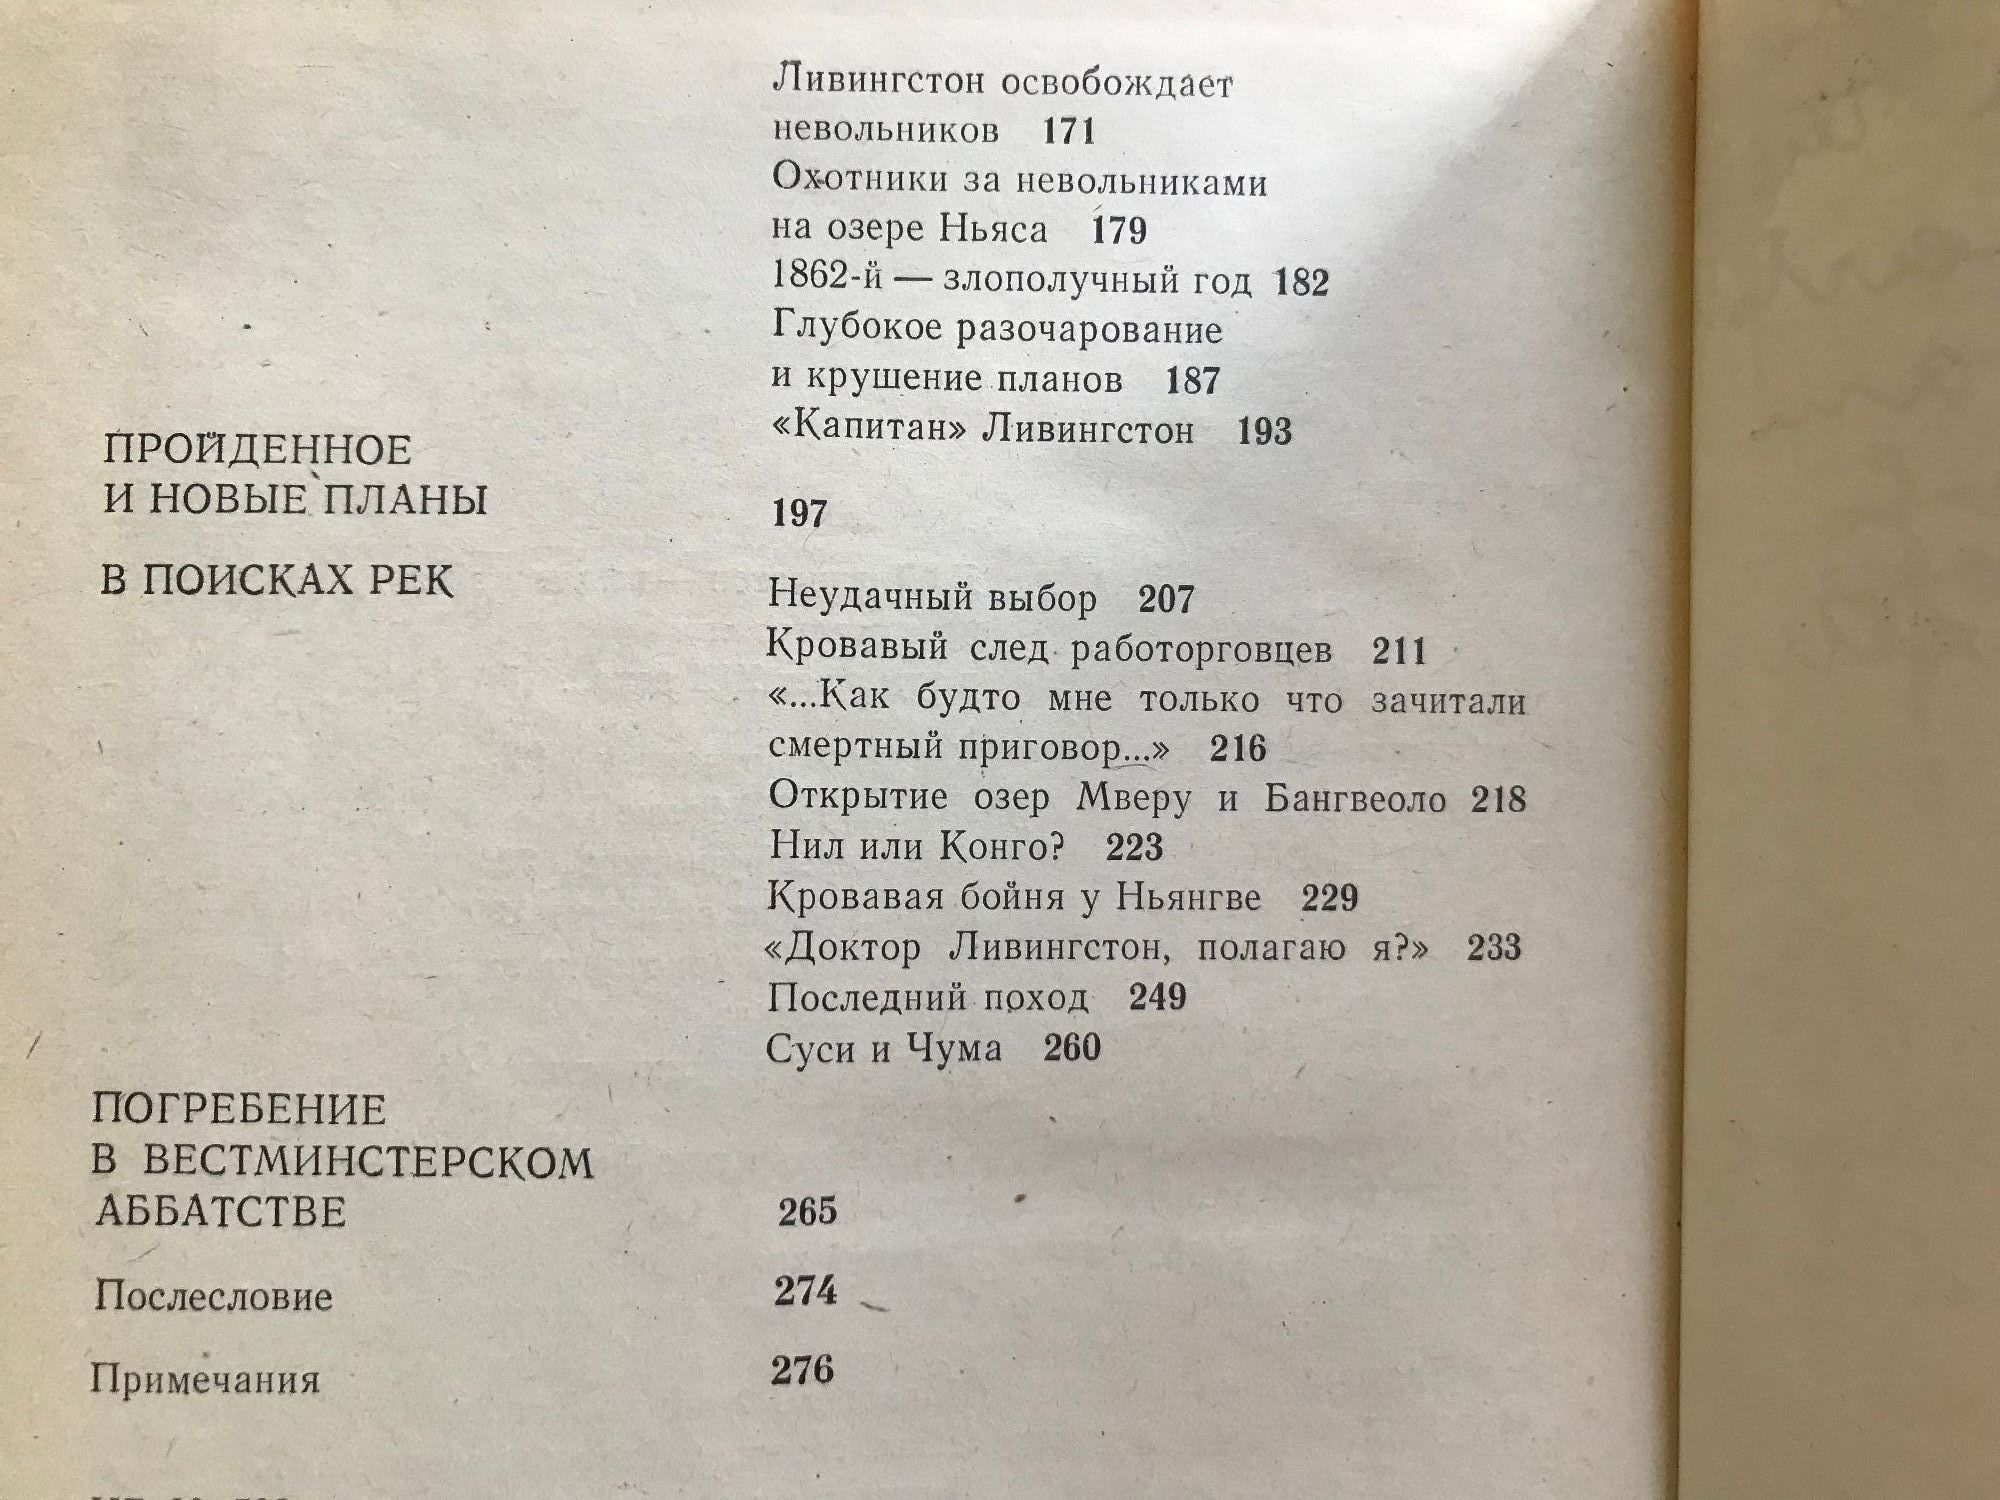 Ливингстон освобождает
невольников 171
Охотники за невольниками
на озере Ньяса 179
1862-й — злополучный год 182
Глубокое разочарование
и крушение планов 187
«Капитан» Ливингстон 193
ПРОЙДЕННОЕ
И НОВЫЕ ПЛАНЫ 197
В ПОИСКАХ РЕК
Неудачный выбор 207
Кровавый след работорговцев 211
«...Как будто мне только что зачитали
смертный приговор...» 216
Открытие озер Мверу и Бангвеоло 218
Нил или Конго? 223
Кровавая бойня у Ньянгве 229
«Доктор Ливингстон, полагаю я?» 233
Последний поход 249
Суси и Чума 260
ПОГРЕБЕНИЕ
В ВЕСТМИНСТЕРСКОМ
АББАТСТВЕ 265
Послесловие 274
Примечания 276